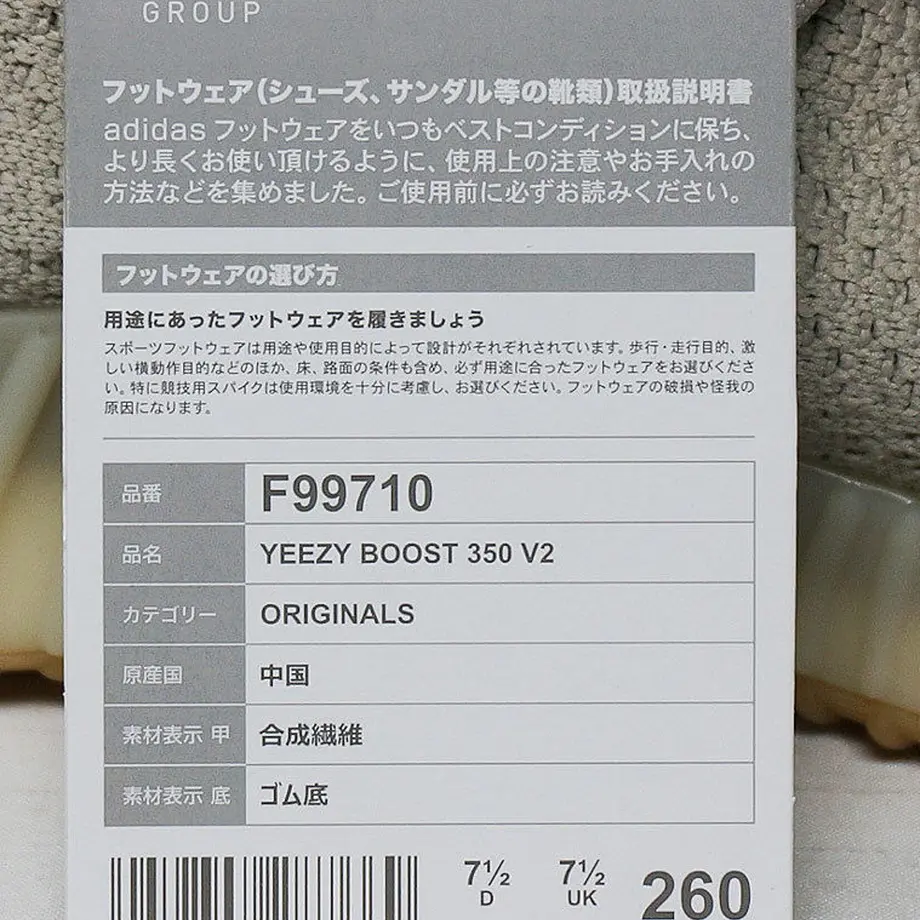 GROUP
フットウェア(シューズ、サンダル等の靴類)取扱説明書
adidas フットウェアをいつもベストコンディションに保ち、
より長くお使い頂けるように、使用上の注意やお手入れの
方法などを集めました。ご使用前に必ずお読みください。
フットウェアの選び方
用途にあったフットウェアを履きましょう
スポーツフットウェアは用途や使用目的によって設計がそれぞれされています。歩行・走行目的、激
しい横動作目的などのほか、床、路面の条件も含め、必ず用途に合ったフットウェアをお選びくださ
い。特に競技用スパイクは使用環境を十分に考慮し、お選びください。フットウェアの破損や怪我の
原因になります。
品番 F99710
品名 YEEZY BOOST 350 V2
カテゴリー ORIGINALS
原産国 中国
素材表示 甲 合成繊維
素材表示 底 ゴム底
7½ 7½ 260
D UK